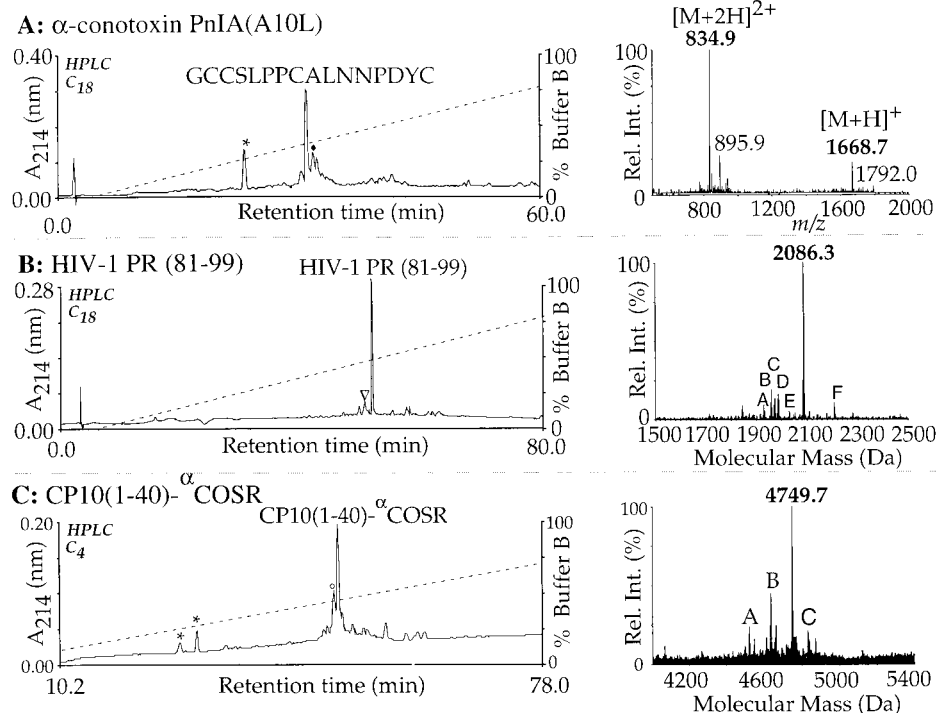 A: α-conotoxin PnIA(A10L)
0.40
HPLC
C18
GCCSLPPCALNNPDYC
100
A214 (nm)
% Buffer B
*
♦
0.00
0
Retention time (min)
0.0
60.0
[M+2H]2+
834.9
100
Rel. Int. (%)
[M+H]+
895.9
1668.7
1792.0
0
800 1200 1600 2000
m/z
B: HIV-1 PR (81-99)
HIV-1 PR (81-99)
0.28
HPLC
C18
100
A214 (nm)
% Buffer B
▽
0.00
0
0.0
Retention time (min)
80.0
2086.3
100
Rel. Int. (%)
C
B
D
A
E
F
0
1500 1700 1900 2100 2300 2500
Molecular Mass (Da)
C: CP10(1-40)-αCOSR
CP10(1-40)-αCOSR
0.20
HPLC
C4
100
A214 (nm)
% Buffer B
* *
○
0.00
0
10.2
Retention time (min)
78.0
4749.7
100
Rel. Int. (%)
B
A
C
0
4200 4600 5000 5400
Molecular Mass (Da)